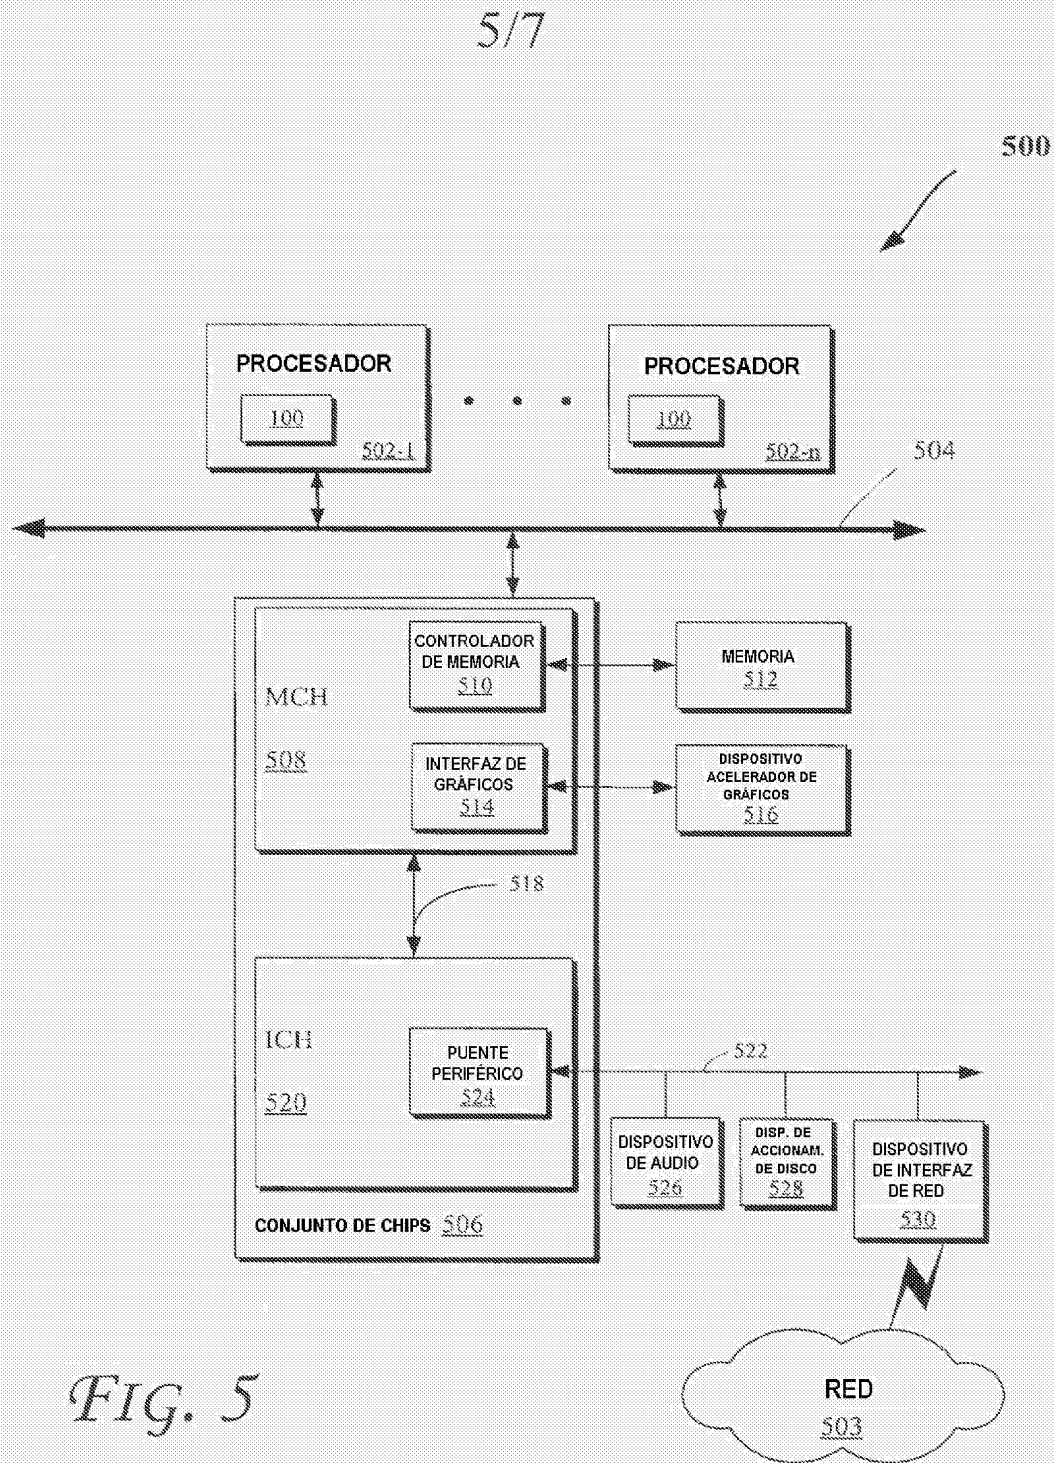 5/7
500
PROCESADOR
100
502-1
PROCESADOR
100
502-n
504
MCH
508
CONTROLADOR
DE MEMORIA
510
MEMORIA
512
INTERFAZ DE
GRÁFICOS
514
DISPOSITIVO
ACELERADOR DE
GRÁFICOS
516
518
ICH
520
PUENTE
PERIFÉRICO
524
522
DISPOSITIVO
DE AUDIO
526
DISP. DE
ACCIONAM.
DE DISCO
528
DISPOSITIVO
DE INTERFAZ
DE RED
530
CONJUNTO DE CHIPS 506
RED
503
FIG. 5